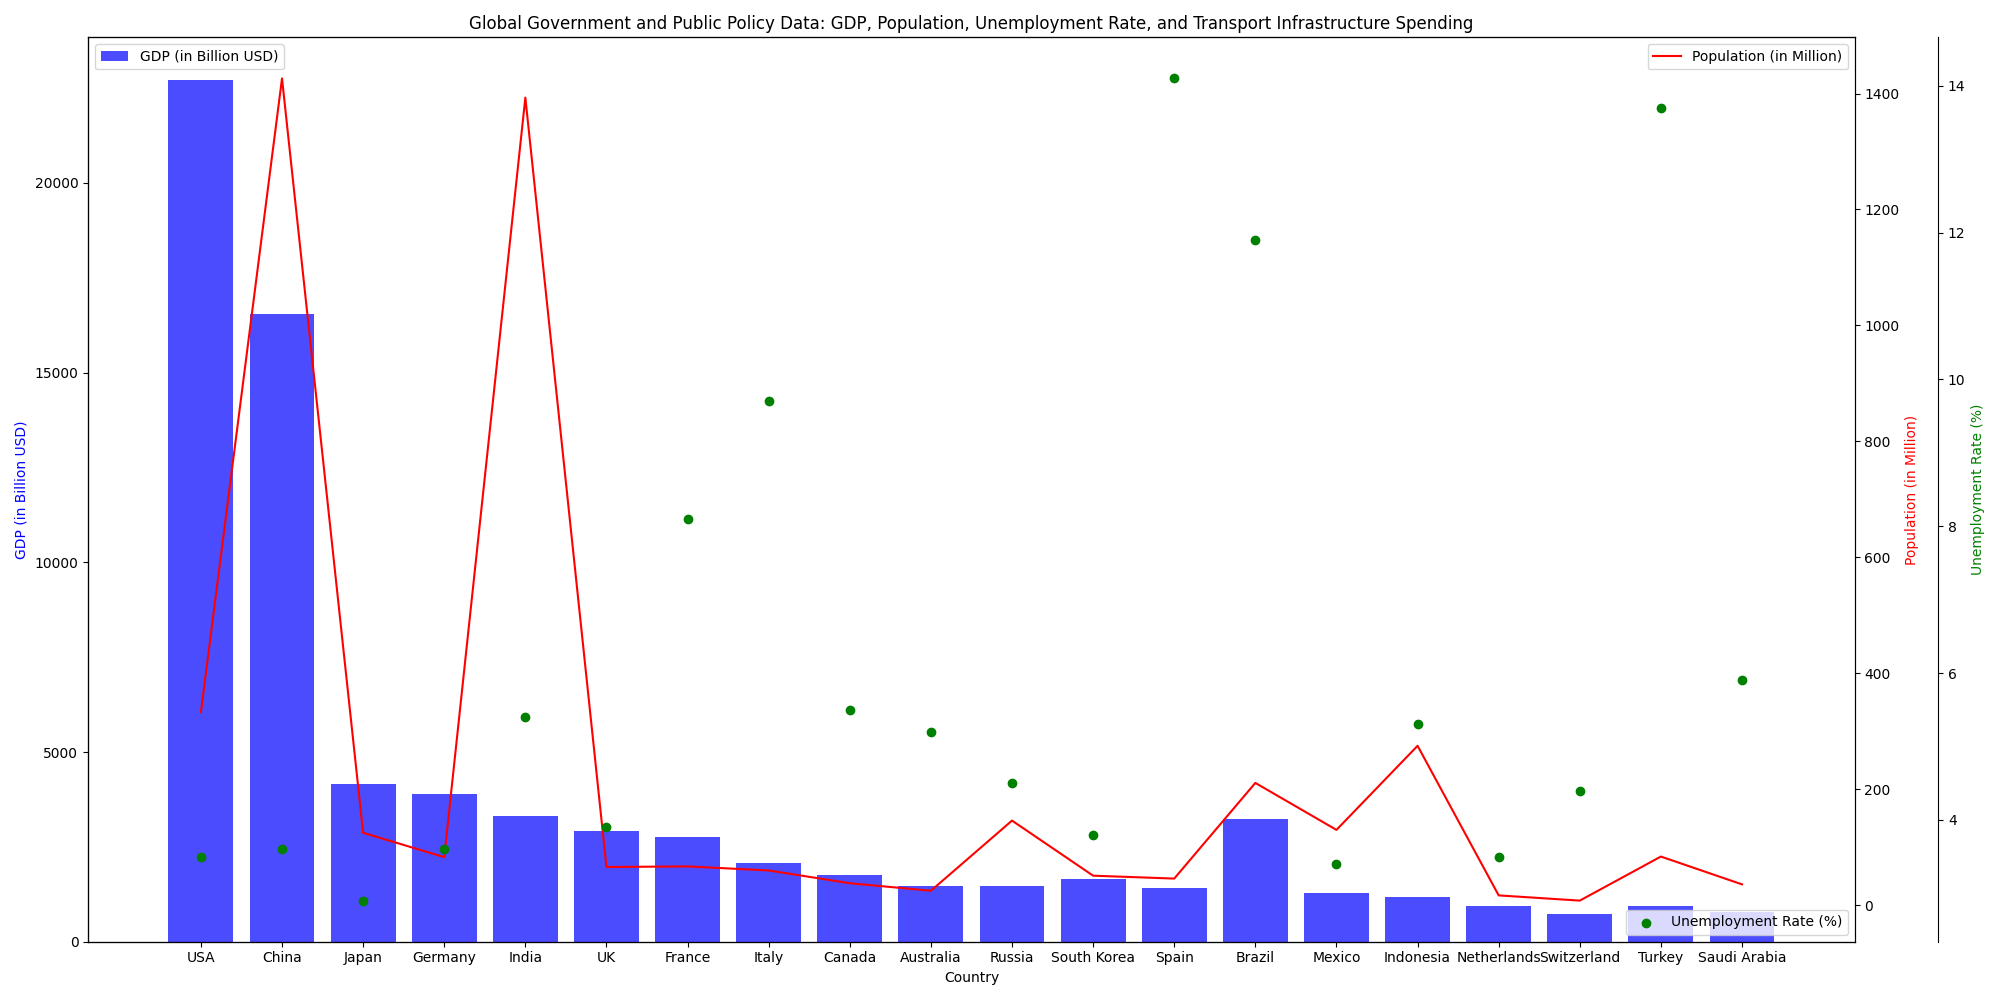 Global Government and Public Policy Data: GDP, Population, Unemployment Rate, and Transport Infrastructure Spending
GDP (in Billion USD)
Population (in Million)
Unemployment Rate (%)
GDP (in Billion USD)
20000
15000
10000
5000
0
1400
1200
1000
800
600
400
200
0
Population (in Million)
14
12
10
8
6
4
Unemployment Rate (%)
USA China Japan Germany India UK France Italy Canada Australia Russia South Korea Spain Brazil Mexico Indonesia Netherlands Switzerland Turkey Saudi Arabia
Country